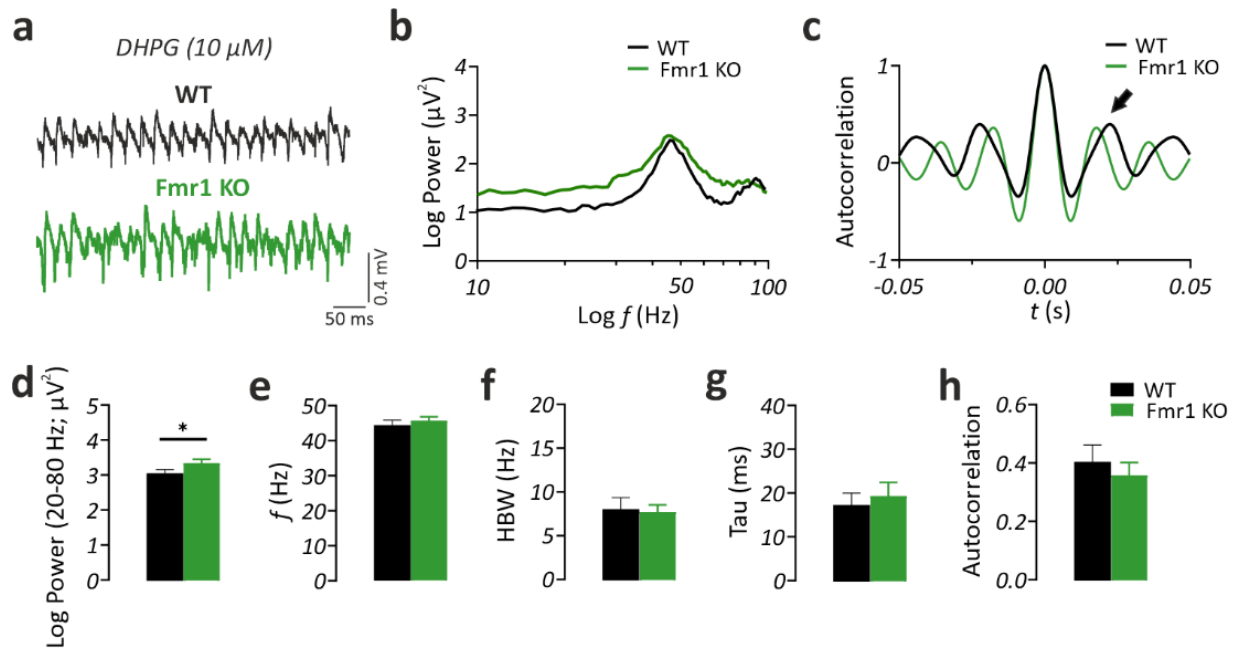 a
DHPG (10 µM)
WT
Fmr1 KO
0.4 mV
50 ms
b
WT
Fmr1 KO
Log Power (µV²)
4
3
2
1
0
10
50
100
Log f (Hz)
c
WT
Fmr1 KO
Autocorrelation
1
0
-1
-0.05
0.00
0.05
t (s)
d
Log Power (20-80 Hz; µV²)
5
4
3
2
1
0
*
e
f (Hz)
50
40
30
20
10
0
f
HBW (Hz)
20
15
10
5
0
g
Tau (ms)
40
30
20
10
0
h
WT
Fmr1 KO
Autocorrelation
0.6
0.4
0.2
0.0